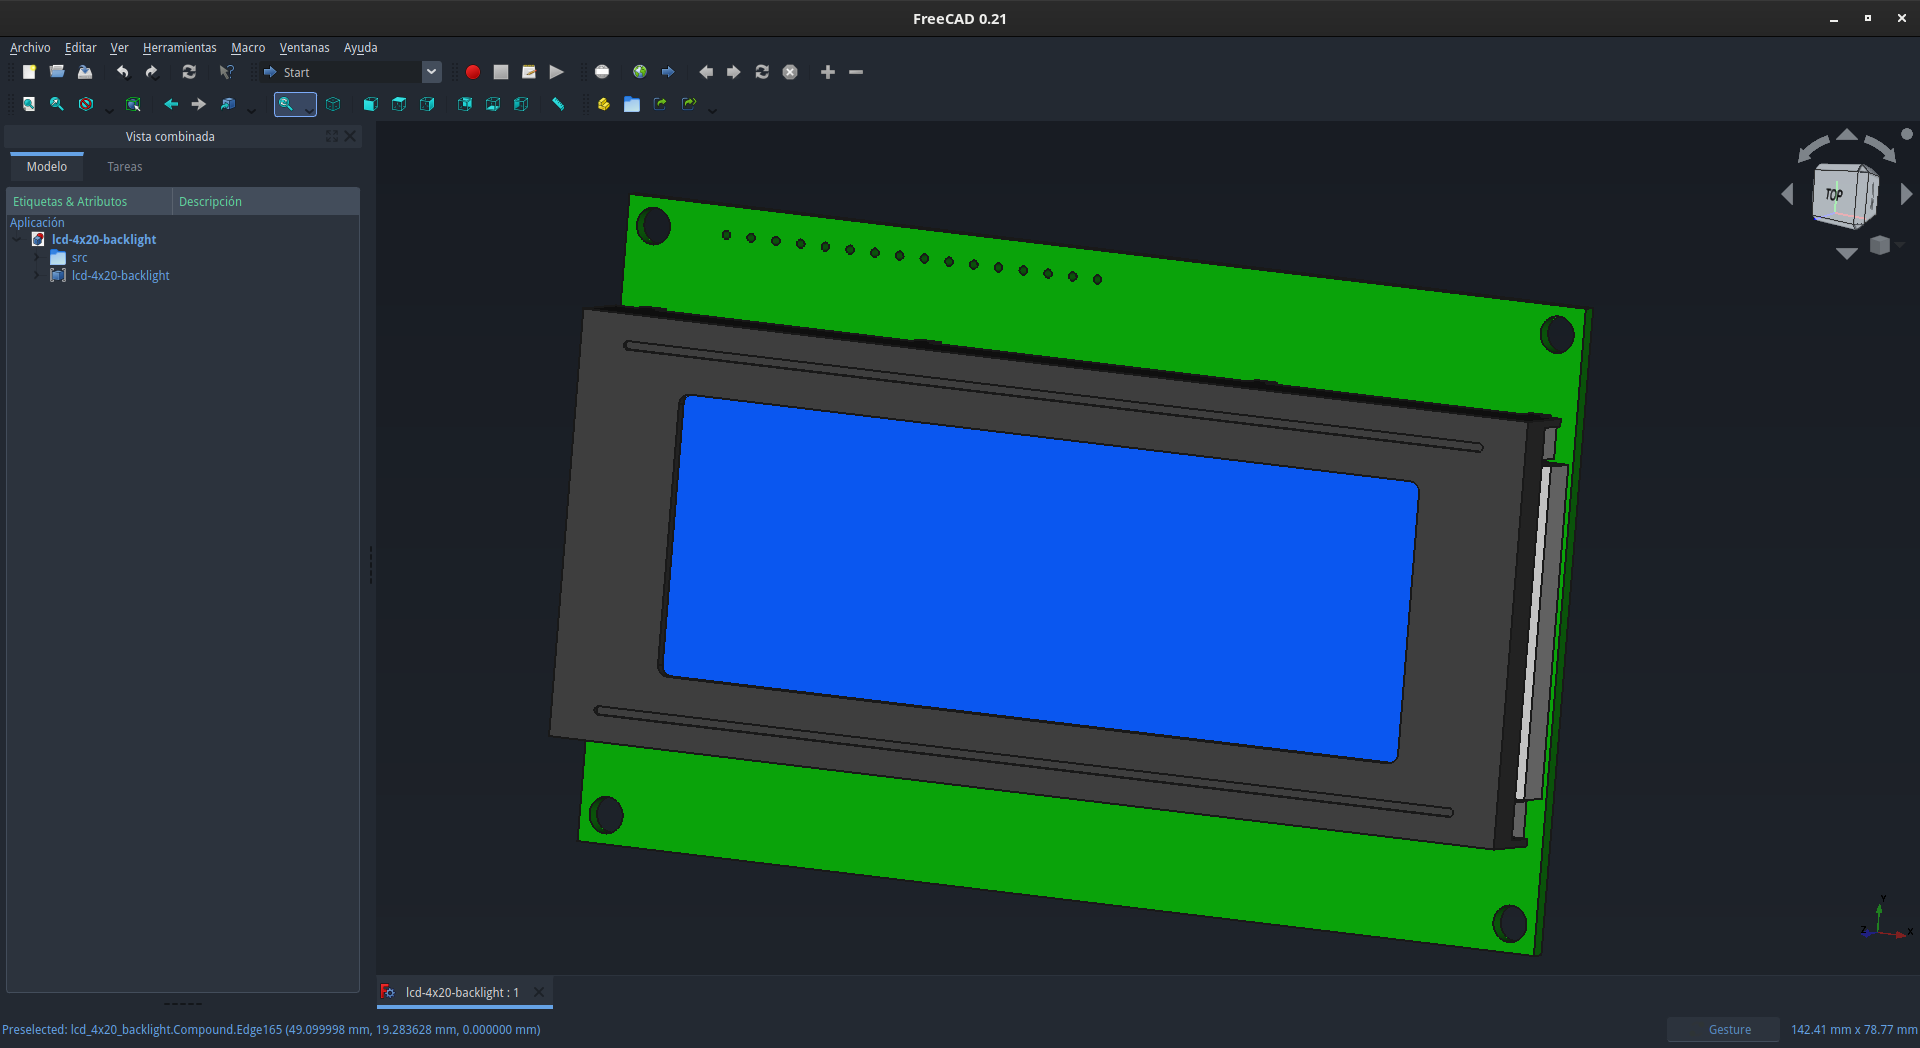 FreeCAD 0.21
Archivo Editar Ver Herramientas Macro Ventanas Ayuda
Start
Vista combinada
Modelo Tareas
Etiquetas & Atributos Descripción
Aplicación
lcd-4x20-backlight
src
lcd-4x20-backlight
TOP
Y
Z X
lcd-4x20-backlight : 1
Preselected: lcd_4x20_backlight.Compound.Edge165 (49.099998 mm, 19.283628 mm, 0.000000 mm)
Gesture 142.41 mm x 78.77 mm